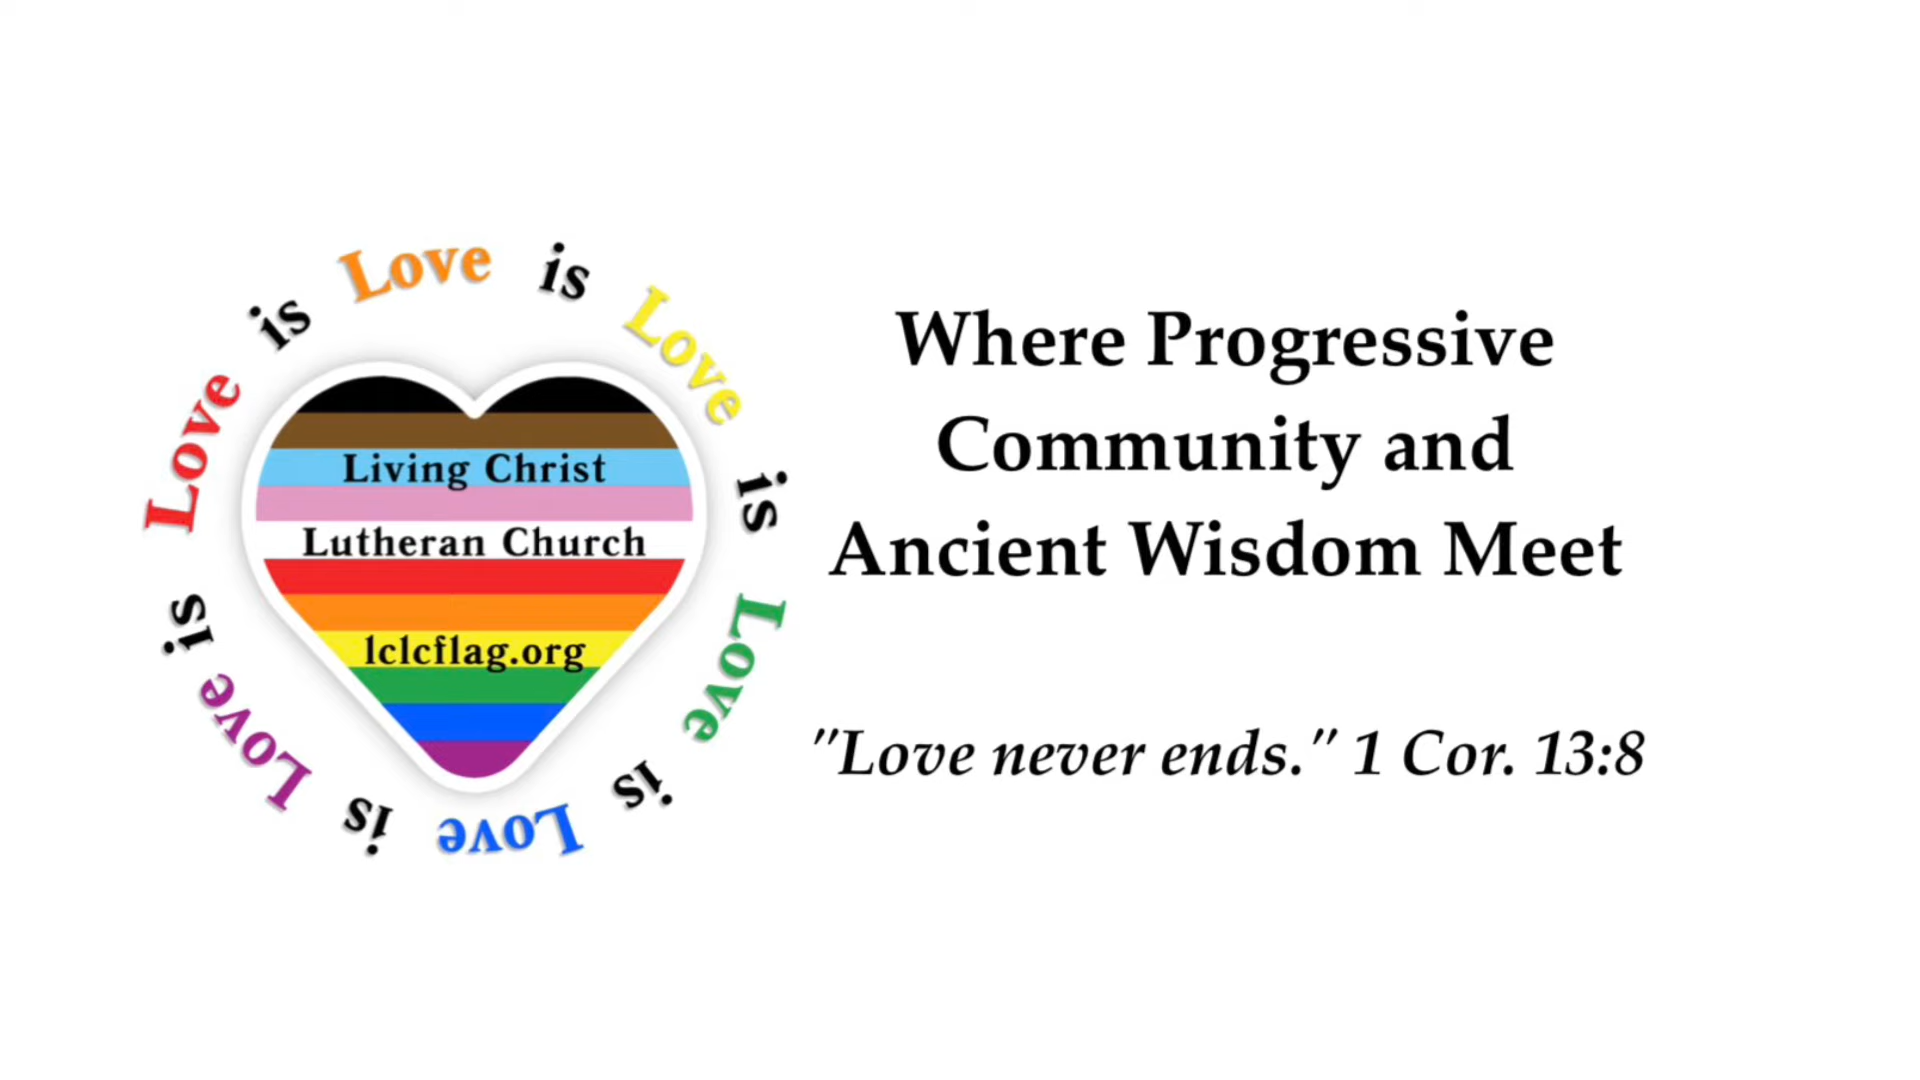 Love is Love is Love is Love is Love is Love is
Living Christ
Lutheran Church
lclcflag.org
Where Progressive
Community and
Ancient Wisdom Meet
"Love never ends." 1 Cor. 13:8